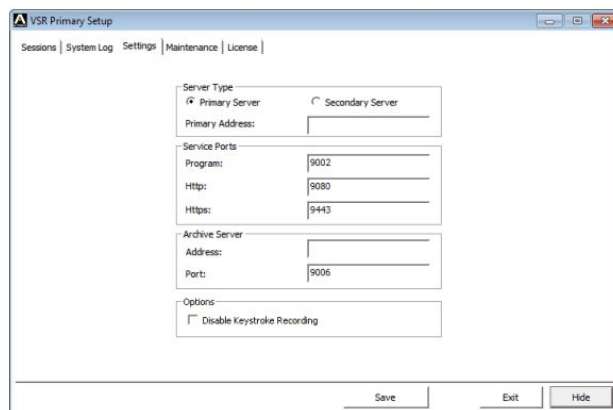 VSR Primary Setup
Sessions System Log Settings Maintenance License
Server Type
Primary Server Secondary Server
Primary Address:
Service Ports
Program: 9002
Http: 9080
Https: 9443
Archive Server
Address:
Port: 9006
Options
Disable Keystroke Recording
Save Exit Hide